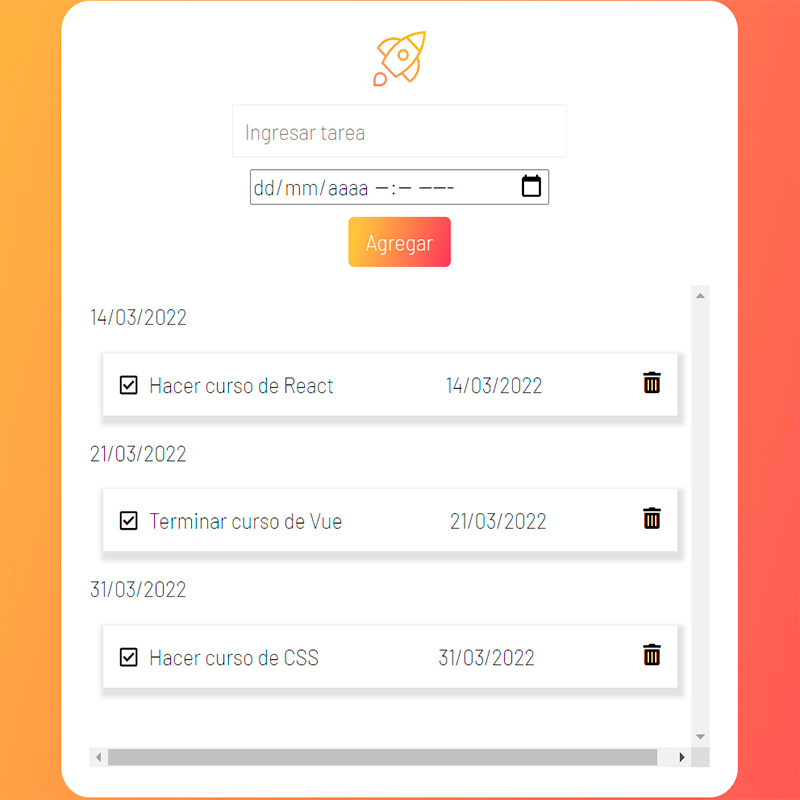 Ingresar tarea
dd/mm/aaaa --:-- ----
Agregar
14/03/2022
Hacer curso de React 14/03/2022
21/03/2022
Terminar curso de Vue 21/03/2022
31/03/2022
Hacer curso de CSS 31/03/2022